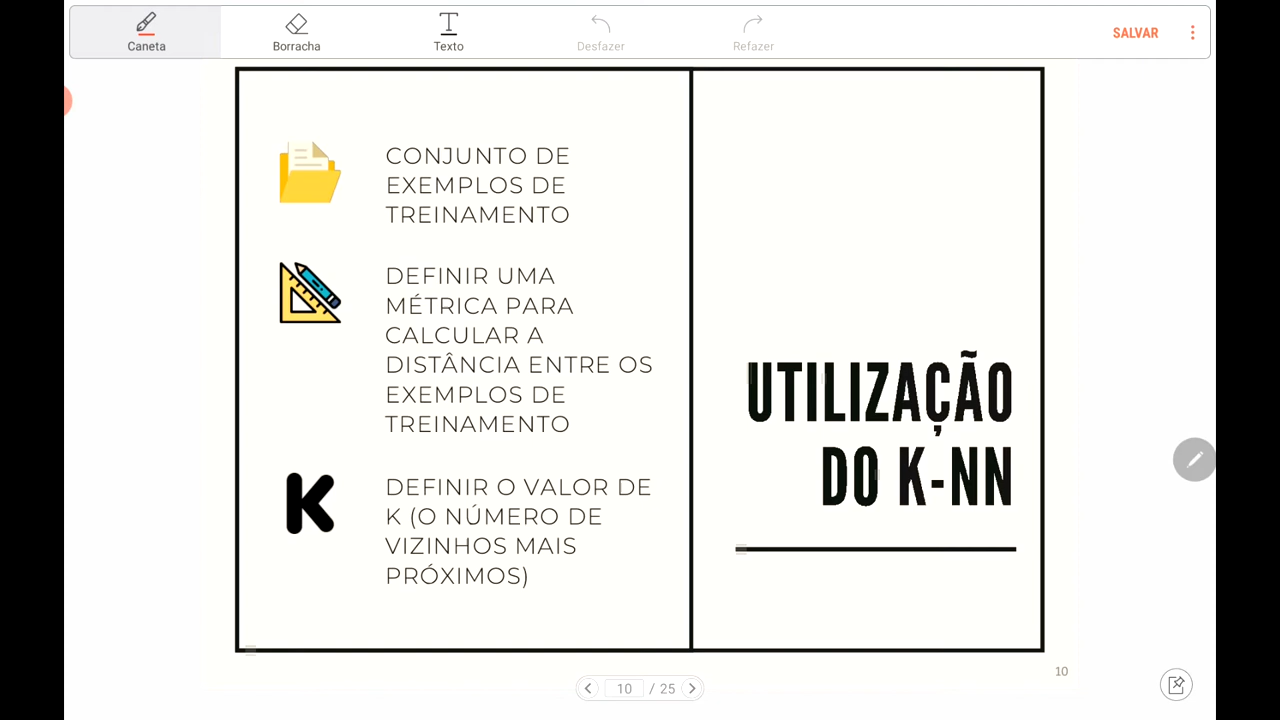 Caneta
Borracha
Texto
Desfazer
Refazer
SALVAR
CONJUNTO DE
EXEMPLOS DE
TREINAMENTO
DEFINIR UMA
MÉTRICA PARA
CALCULAR A
DISTÂNCIA ENTRE OS
EXEMPLOS DE
TREINAMENTO
K
DEFINIR O VALOR DE
K (O NÚMERO DE
VIZINHOS MAIS
PRÓXIMOS)
UTILIZAÇÃO
DO K-NN
10
10 / 25